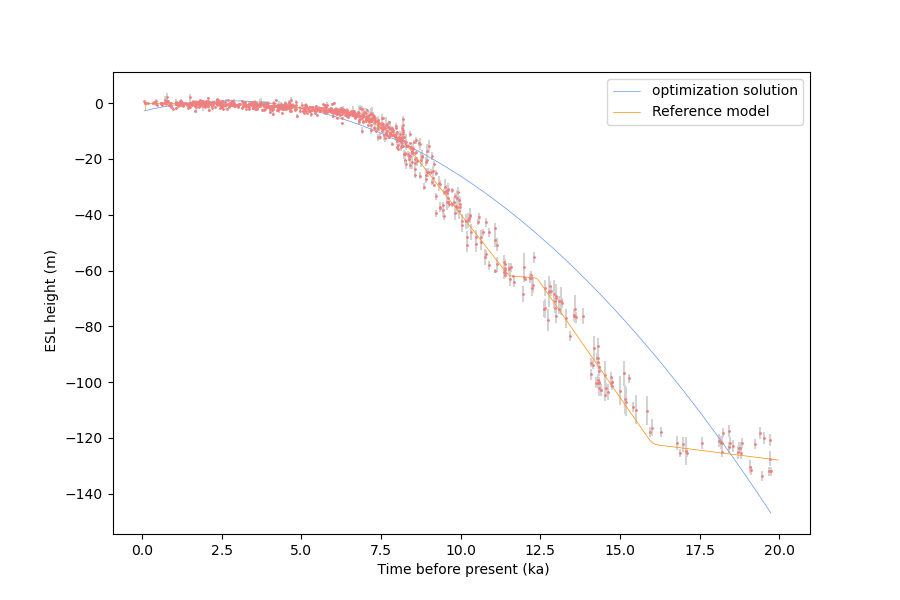 optimization solution
Reference model
0
−20
−40
−60
−80
−100
−120
−140
ESL height (m)
0.0 2.5 5.0 7.5 10.0 12.5 15.0 17.5 20.0
Time before present (ka)